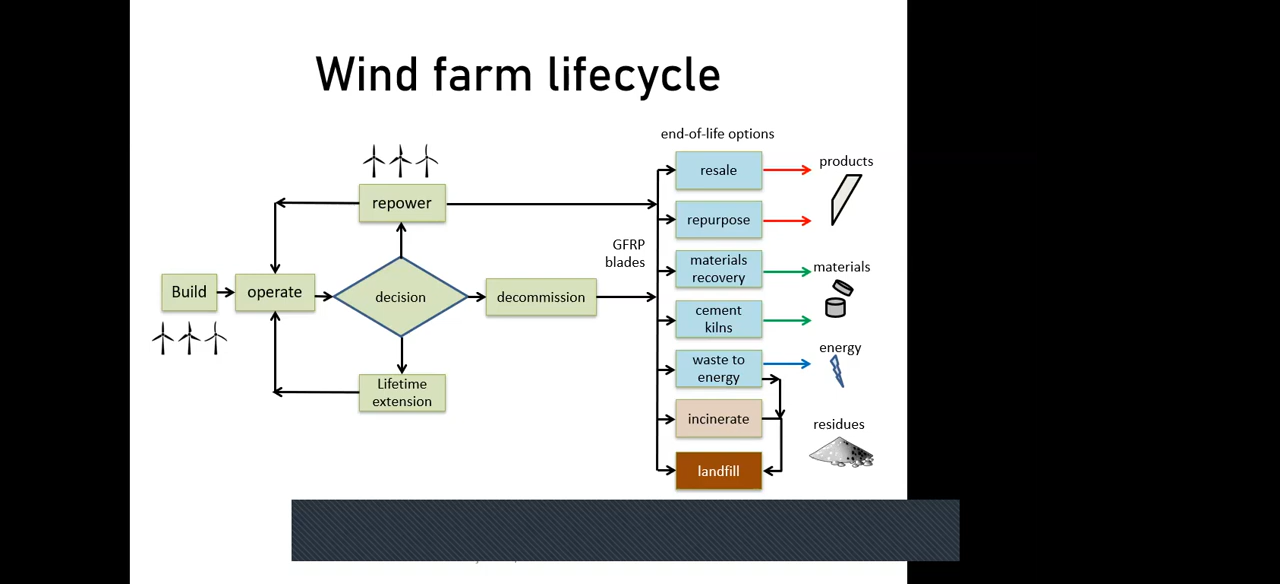 Wind farm lifecycle
end-of-life options
resale
products
repower
repurpose
GFRP
blades
materials
recovery
materials
Build
operate
decision
decommission
cement
kilns
energy
waste to
energy
Lifetime
extension
incinerate
residues
landfill